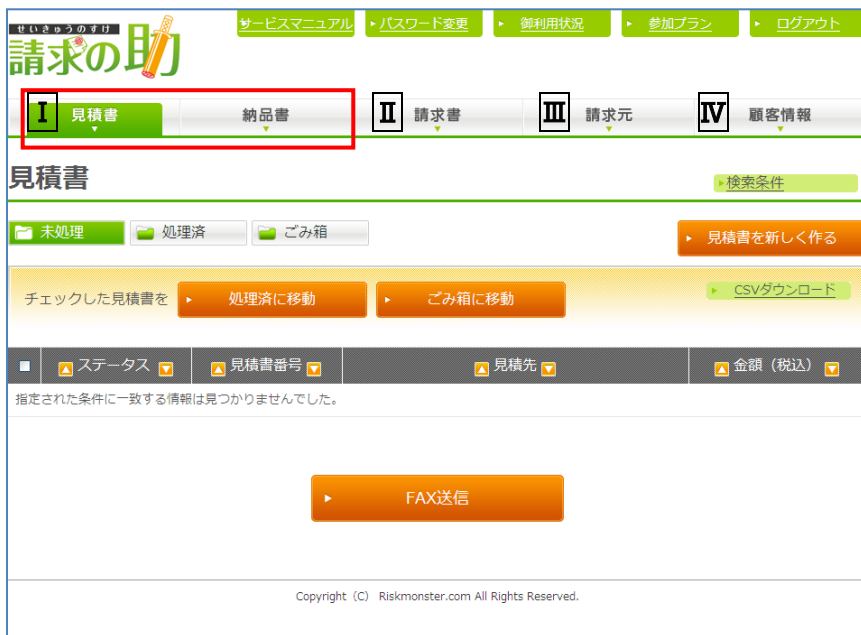 サービスマニュアル パスワード変更 御利用状況 参加プラン ログアウト
せいきゅうのすけ
請求の助
Ⅰ 見積書 納品書 Ⅱ 請求書 Ⅲ 請求元 Ⅳ 顧客情報
見積書
検索条件
未処理 処理済 ごみ箱
見積書を新しく作る
チェックした見積書を 処理済に移動 ごみ箱に移動 CSVダウンロード
ステータス 見積書番号 見積先 金額（税込）
指定された条件に一致する情報は見つかりませんでした。
FAX送信
Copyright (C) Riskmonster.com All Rights Reserved.